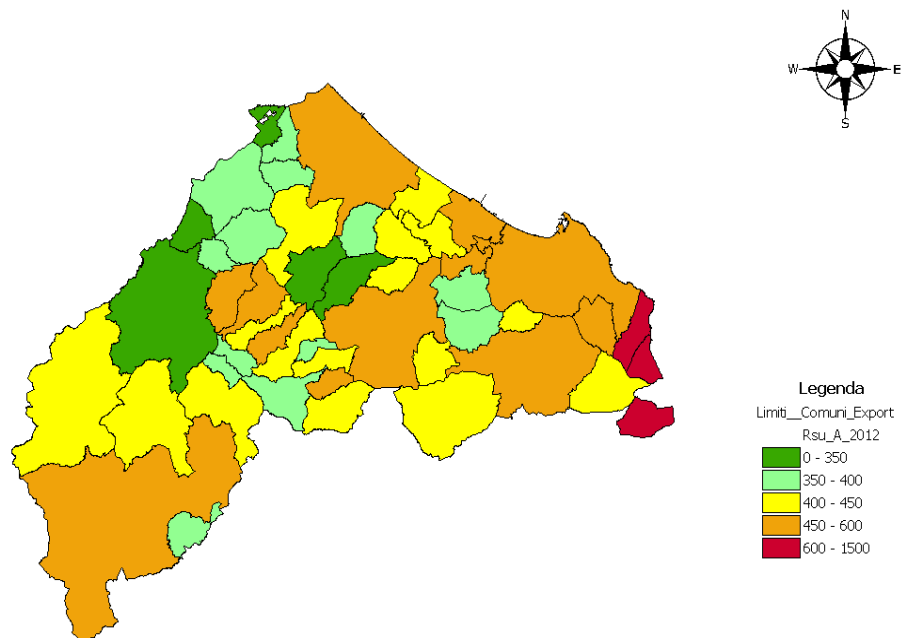 N
W
E
S
Legenda
Limiti__Comuni_Export
Rsu_A_2012
0 - 350
350 - 400
400 - 450
450 - 600
600 - 1500